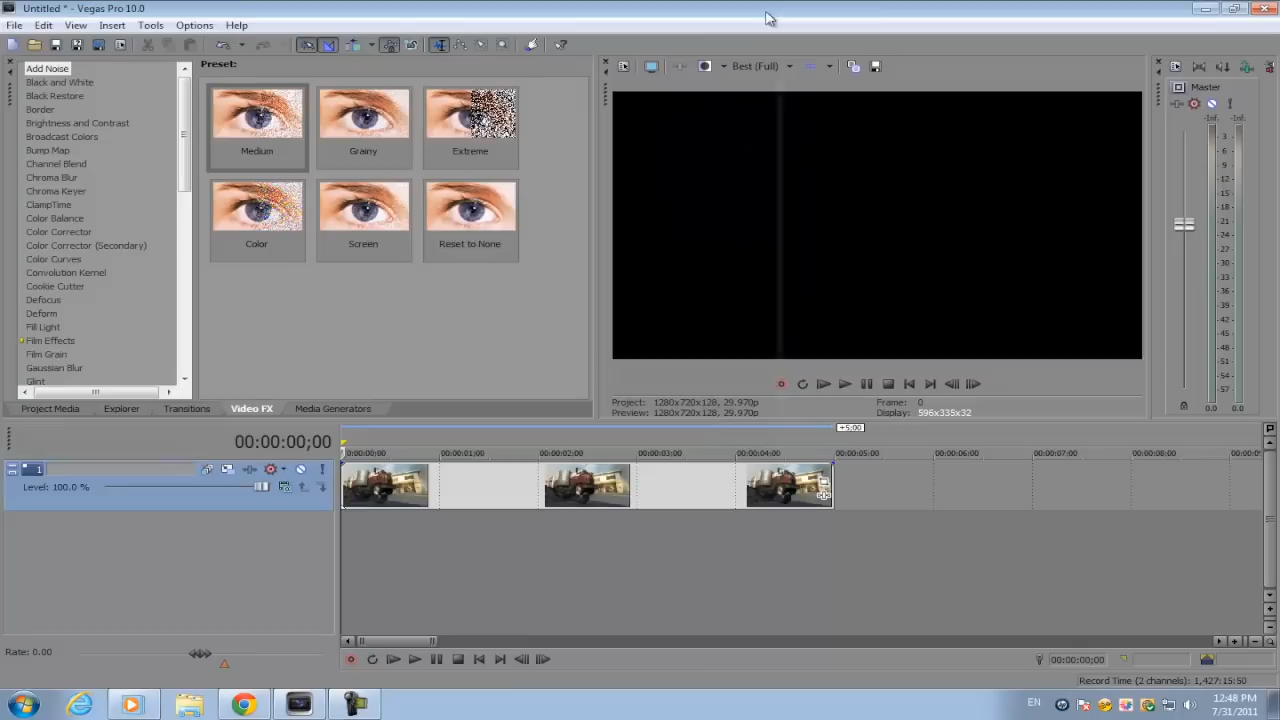 Untitled * - Vegas Pro 10.0
File Edit View Insert Tools Options Help
Add Noise
Black and White
Black Restore
Border
Brightness and Contrast
Broadcast Colors
Bump Map
Channel Blend
Chroma Blur
Chroma Keyer
ClampTime
Color Balance
Color Corrector
Color Corrector (Secondary)
Color Curves
Convolution Kernel
Cookie Cutter
Defocus
Deform
Fill Light
Film Effects
Film Grain
Gaussian Blur
Glint
Preset:
Medium Grainy Extreme
Color Screen Reset to None
Project Media Explorer Transitions Video FX Media Generators
Best (Full)
Project: 1280x720x128, 29.970p
Preview: 1280x720x128, 29.970p
Frame: 0
Display: 596x335x32
Master
-Inf. -Inf.
3
6
9
12
15
18
21
24
27
30
33
36
39
42
45
48
51
54
57
0.0 0.0
00:00:00;00
+5:00
0:00:00;00 00:00:01;00 00:00:02;00 00:00:03;00 00:00:04;00 00:00:05;00 00:00:06;00 00:00:07;00 00:00:08;00
1
Level: 100.0 %
Rate: 0.00
00:00:00;00
Record Time (2 channels): 1,427:15:50
EN
12:48 PM
7/31/2011